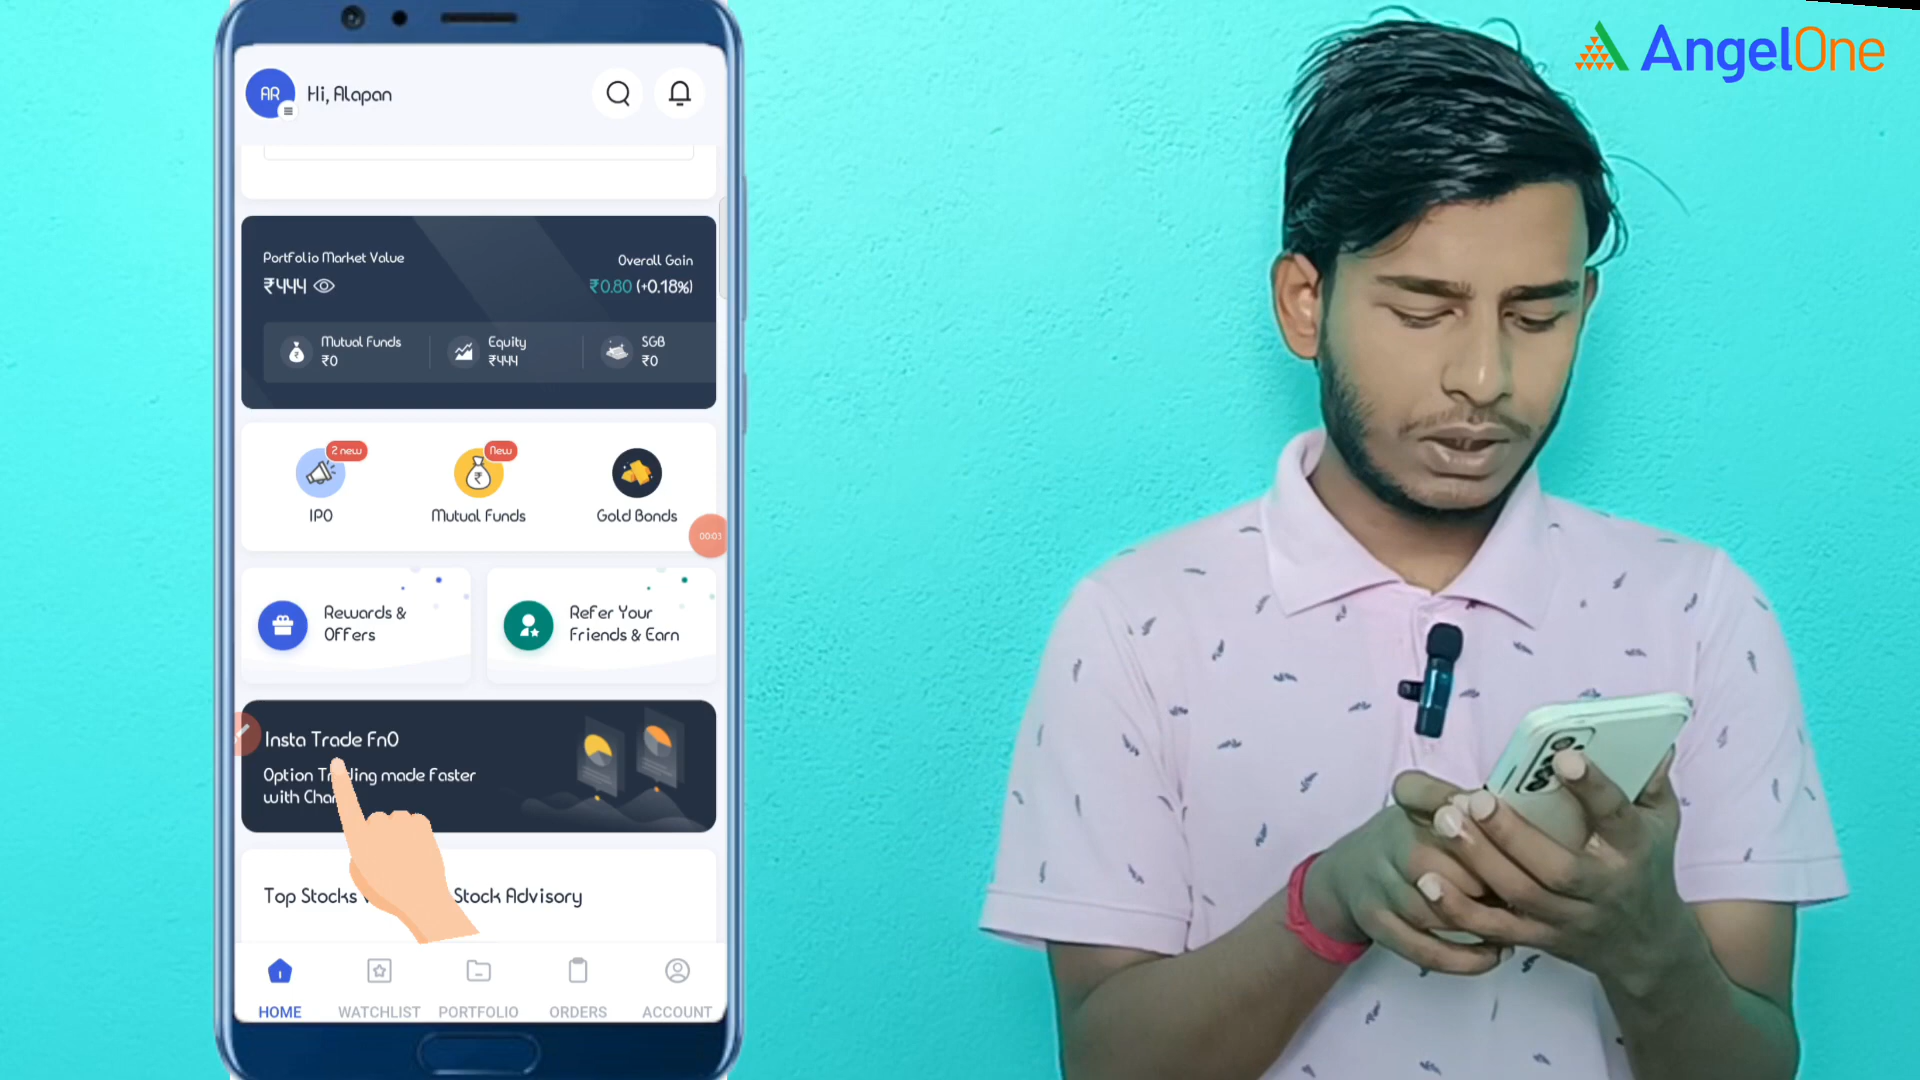 AngelOne
AR
Hi, Alapan
Portfolio Market Value
Overall Gain
₹444
₹0.80 (+0.18%)
Mutual Funds
₹0
Equity
₹444
SGB
₹0
2 new
New
IPO
Mutual Funds
Gold Bonds
00:03
Rewards &
Offers
Refer Your
Friends & Earn
Insta Trade FnO
Option Trading made Faster
with
Top Stocks
Stock Advisory
HOME
WATCHLIST
PORTFOLIO
ORDERS
ACCOUNT